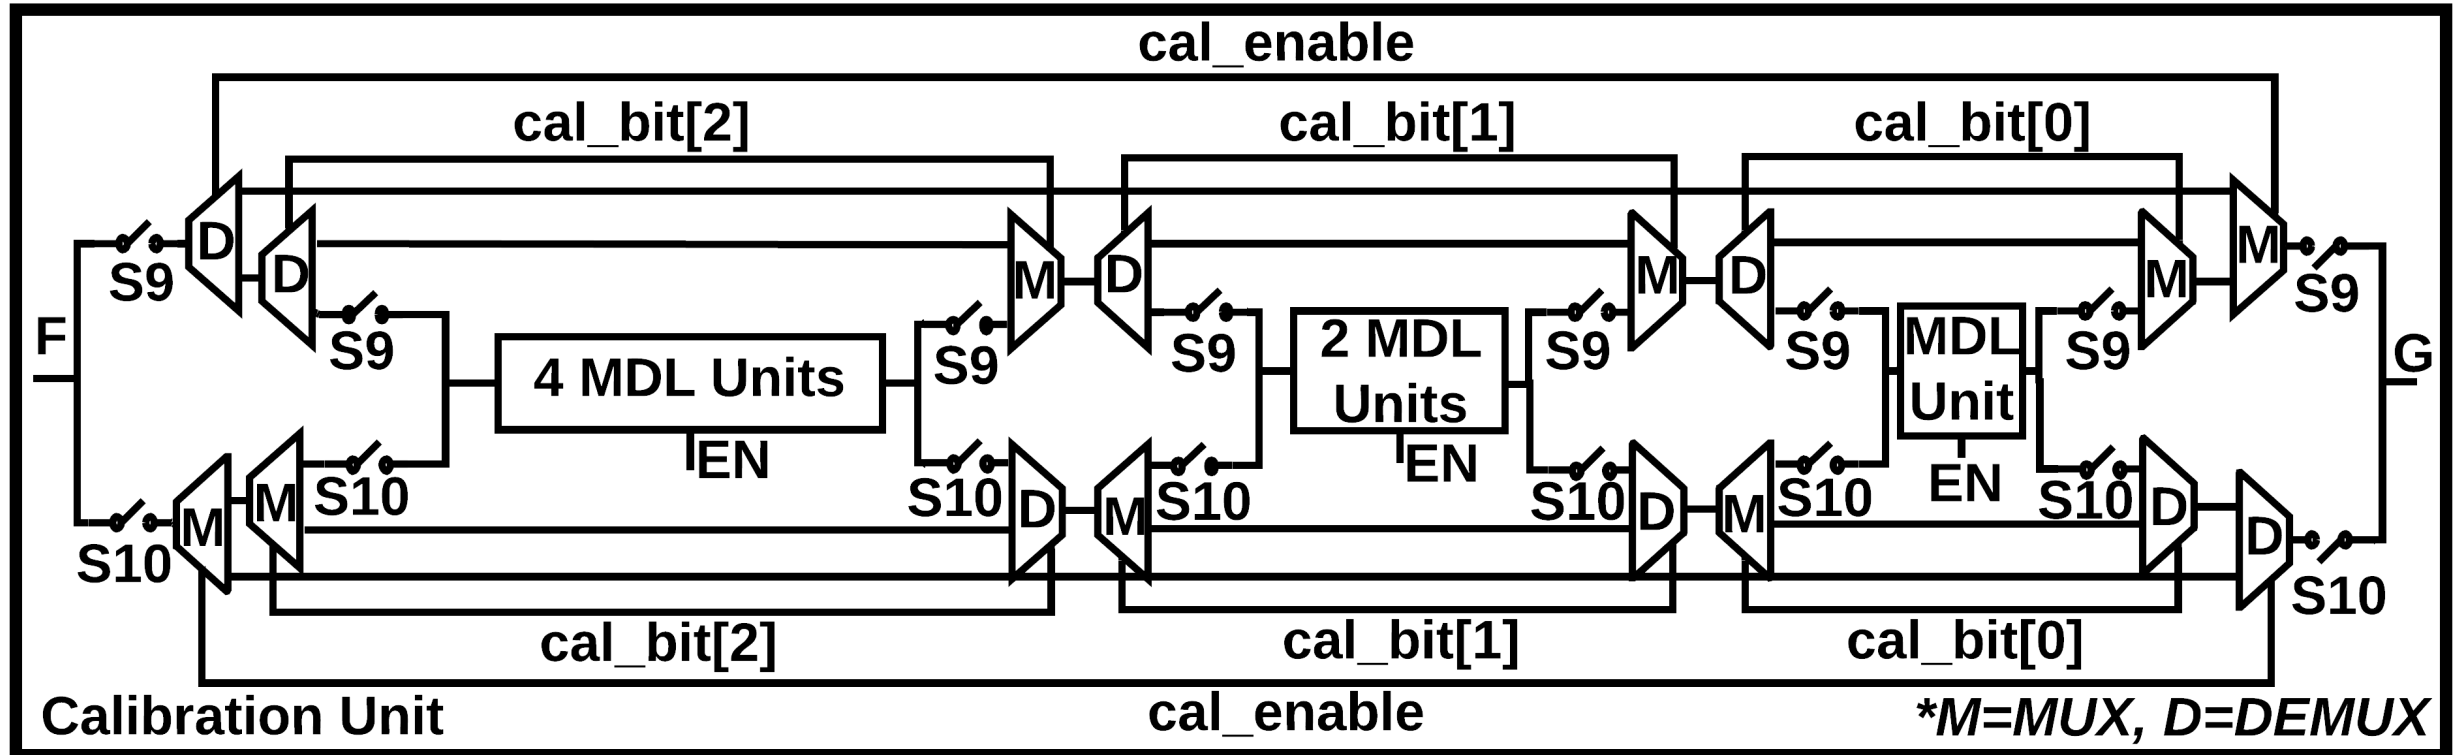 cal_enable
cal_bit[2] cal_bit[1] cal_bit[0]
D M
D M D M D M
S9 S9
S9 S9 S9 S9 S9 S9
F G
4 MDL Units
2 MDL
Units
MDL
Unit
EN EN EN
S10 S10 S10 S10 S10 S10
M D M D M D
M D
S10 S10
cal_bit[2] cal_bit[1] cal_bit[0]
Calibration Unit cal_enable *M=MUX, D=DEMUX